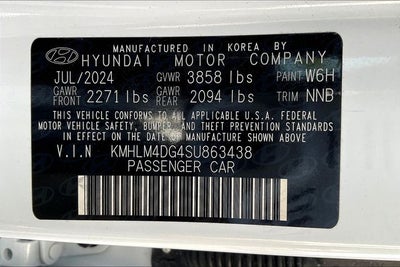 MANUFACTURED IN KOREA BY
HYUNDAI MOTOR COMPANY
JUL/2024 GVWR 3858 lbs PAINT W6H
GAWR FRONT 2271 lbs GAWR REAR 2094 lbs TRIM NNB
THIS VEHICLE CONFORMS TO ALL APPLICABLE U.S.A. FEDERAL
MOTOR VEHICLE SAFETY, BUMPER, AND THEFT PREVENTION STANDARDS
IN EFFECT ON THE DATE OF MANUFACTURE SHOWN ABOVE
V.I.N KMHLM4DG4SU863438
PASSENGER CAR